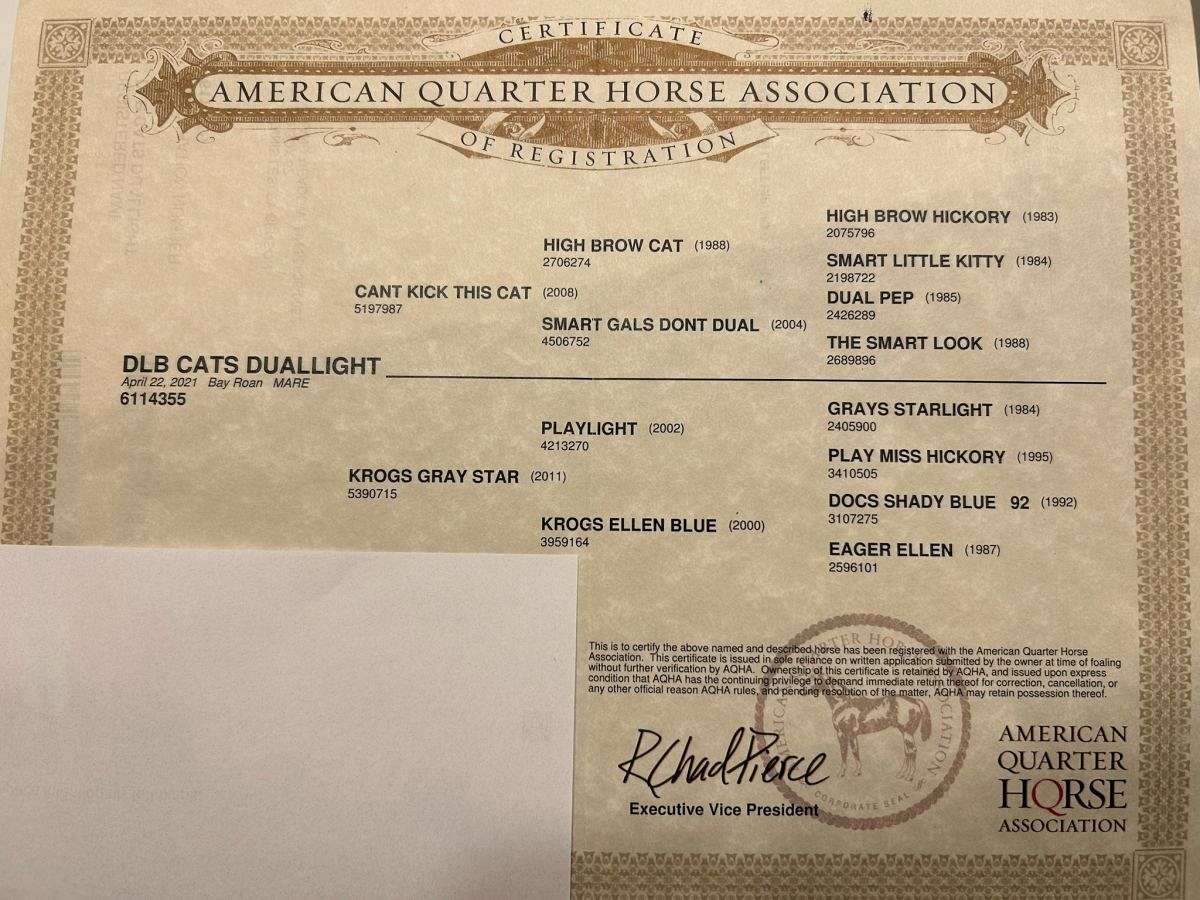 CERTIFICATE
AMERICAN QUARTER HORSE ASSOCIATION
OF REGISTRATION
HIGH BROW HICKORY (1983)
2075796
HIGH BROW CAT (1988)
2706274
SMART LITTLE KITTY (1984)
2198722
CANT KICK THIS CAT (2008)
5197987
DUAL PEP (1985)
2426289
SMART GALS DONT DUAL (2004)
4506752
THE SMART LOOK (1988)
2689896
DLB CATS DUALLIGHT
April 22, 2021 Bay Roan MARE
6114355
GRAYS STARLIGHT (1984)
2405900
PLAYLIGHT (2002)
4213270
PLAY MISS HICKORY (1995)
3410505
KROGS GRAY STAR (2011)
5390715
DOCS SHADY BLUE 92 (1992)
3107275
KROGS ELLEN BLUE (2000)
3959164
EAGER ELLEN (1987)
2596101
This is to certify the above named and described horse has been registered with the American Quarter Horse
Association. This certificate is issued in sole reliance on written application submitted by the owner at time of foaling
without further verification by AQHA. Ownership of this certificate is retained by AQHA, and issued upon express
condition that AQHA has the continuing privilege to demand immediate return thereof for correction, cancellation, or
any other official reason AQHA rules, and pending resolution of the matter, AQHA may retain possession thereof.
R Chad Pierce
Executive Vice President
CORPORATE SEAL
AMERICAN
QUARTER
HORSE
ASSOCIATION